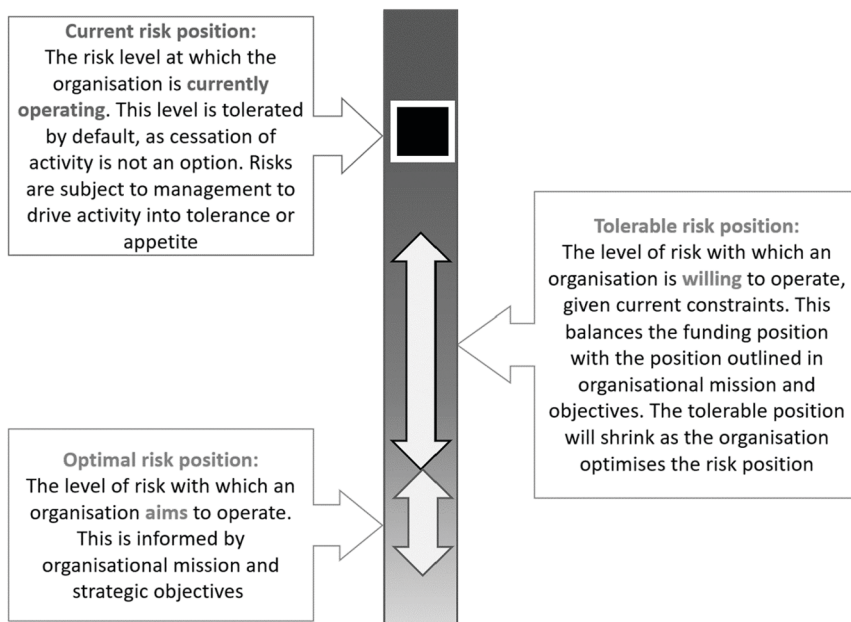 Current risk position:
The risk level at which the
organisation is currently
operating. This level is tolerated
by default, as cessation of
activity is not an option. Risks
are subject to management to
drive activity into tolerance or
appetite
Tolerable risk position:
The level of risk with which an
organisation is willing to operate,
given current constraints. This
balances the funding position
with the position outlined in
organisational mission and
objectives. The tolerable position
will shrink as the organisation
optimises the risk position
Optimal risk position:
The level of risk with which an
organisation aims to operate.
This is informed by
organisational mission and
strategic objectives